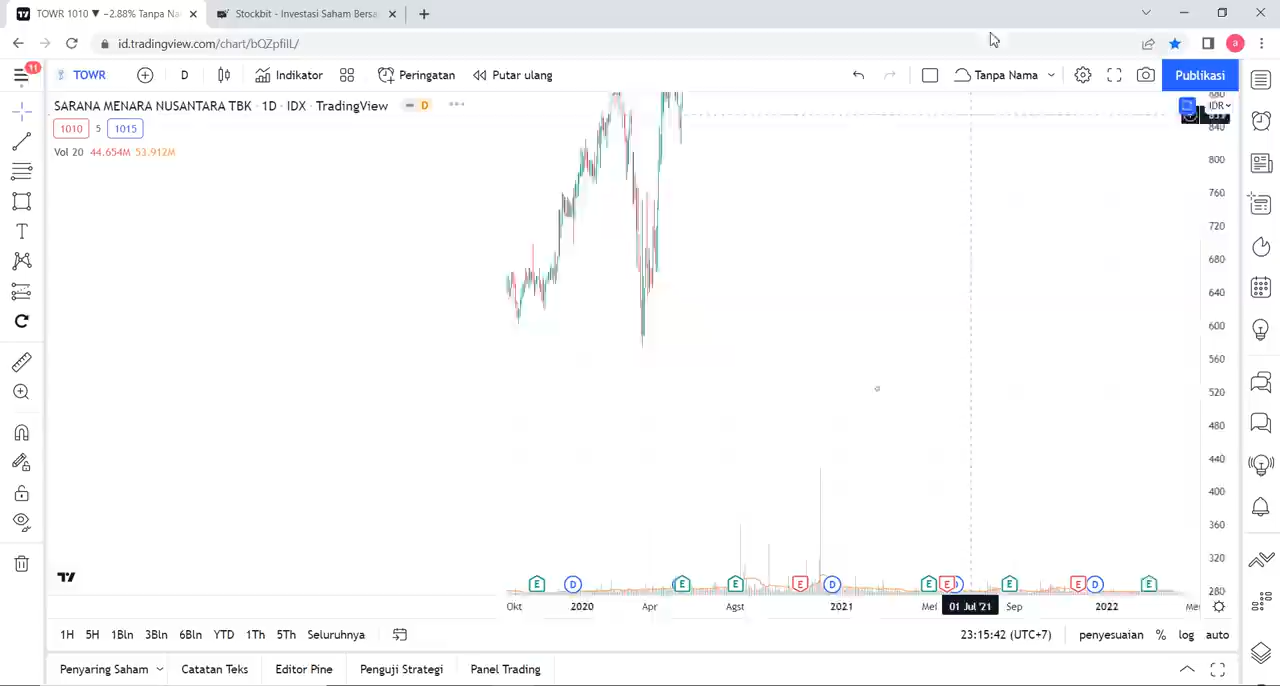 TOWR 1010 ▼ −2.88% Tanpa Na
Stockbit - Investasi Saham Bersa
id.tradingview.com/chart/bQZpfilL/
a
11
TOWR
D
Indikator
Peringatan
Putar ulang
Tanpa Nama
Publikasi
SARANA MENARA NUSANTARA TBK · 1D · IDX · TradingView
D
IDR
1010 5 1015
Vol 20 44.654M 53.912M
840
800
760
720
680
640
600
560
520
480
440
400
360
320
280
E D E E E D E E D E E D E
Okt 2020 Apr Agst 2021 Mei 01 Jul '21 Sep 2022
1H 5H 1Bln 3Bln 6Bln YTD 1Th 5Th Seluruhnya
23:15:42 (UTC+7) penyesuaian % log auto
Penyaring Saham Catatan Teks Editor Pine Penguji Strategi Panel Trading